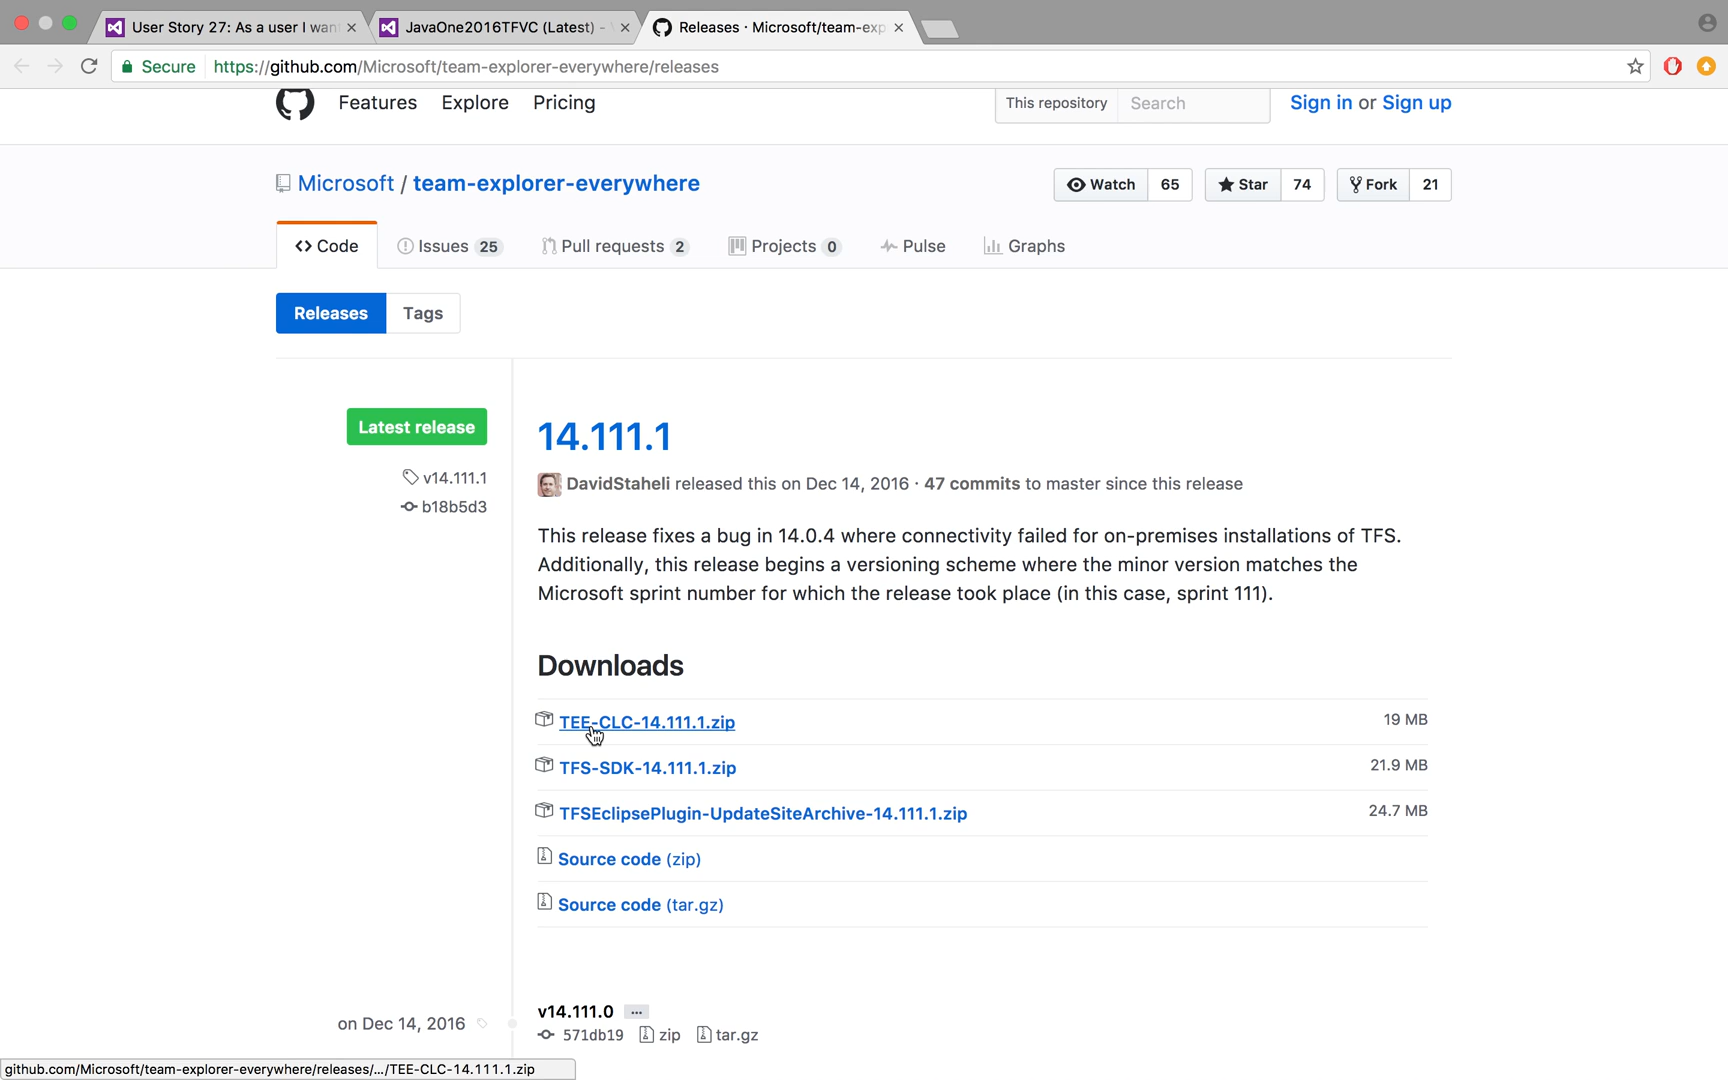 User Story 27: As a user I wan
JavaOne2016TFVC (Latest) -
Releases · Microsoft/team-exp
Secure https://github.com/Microsoft/team-explorer-everywhere/releases
Features Explore Pricing
This repository Search
Sign in or Sign up
Microsoft / team-explorer-everywhere
Watch 65
Star 74
Fork 21
Code
Issues 25
Pull requests 2
Projects 0
Pulse
Graphs
Releases Tags
Latest release
v14.111.1
b18b5d3
14.111.1
DavidStaheli released this on Dec 14, 2016 · 47 commits to master since this release
This release fixes a bug in 14.0.4 where connectivity failed for on-premises installations of TFS.
Additionally, this release begins a versioning scheme where the minor version matches the
Microsoft sprint number for which the release took place (in this case, sprint 111).
Downloads
TEE-CLC-14.111.1.zip 19 MB
TFS-SDK-14.111.1.zip 21.9 MB
TFSEclipsePlugin-UpdateSiteArchive-14.111.1.zip 24.7 MB
Source code (zip)
Source code (tar.gz)
on Dec 14, 2016
v14.111.0 ...
571db19 zip tar.gz
github.com/Microsoft/team-explorer-everywhere/releases/.../TEE-CLC-14.111.1.zip